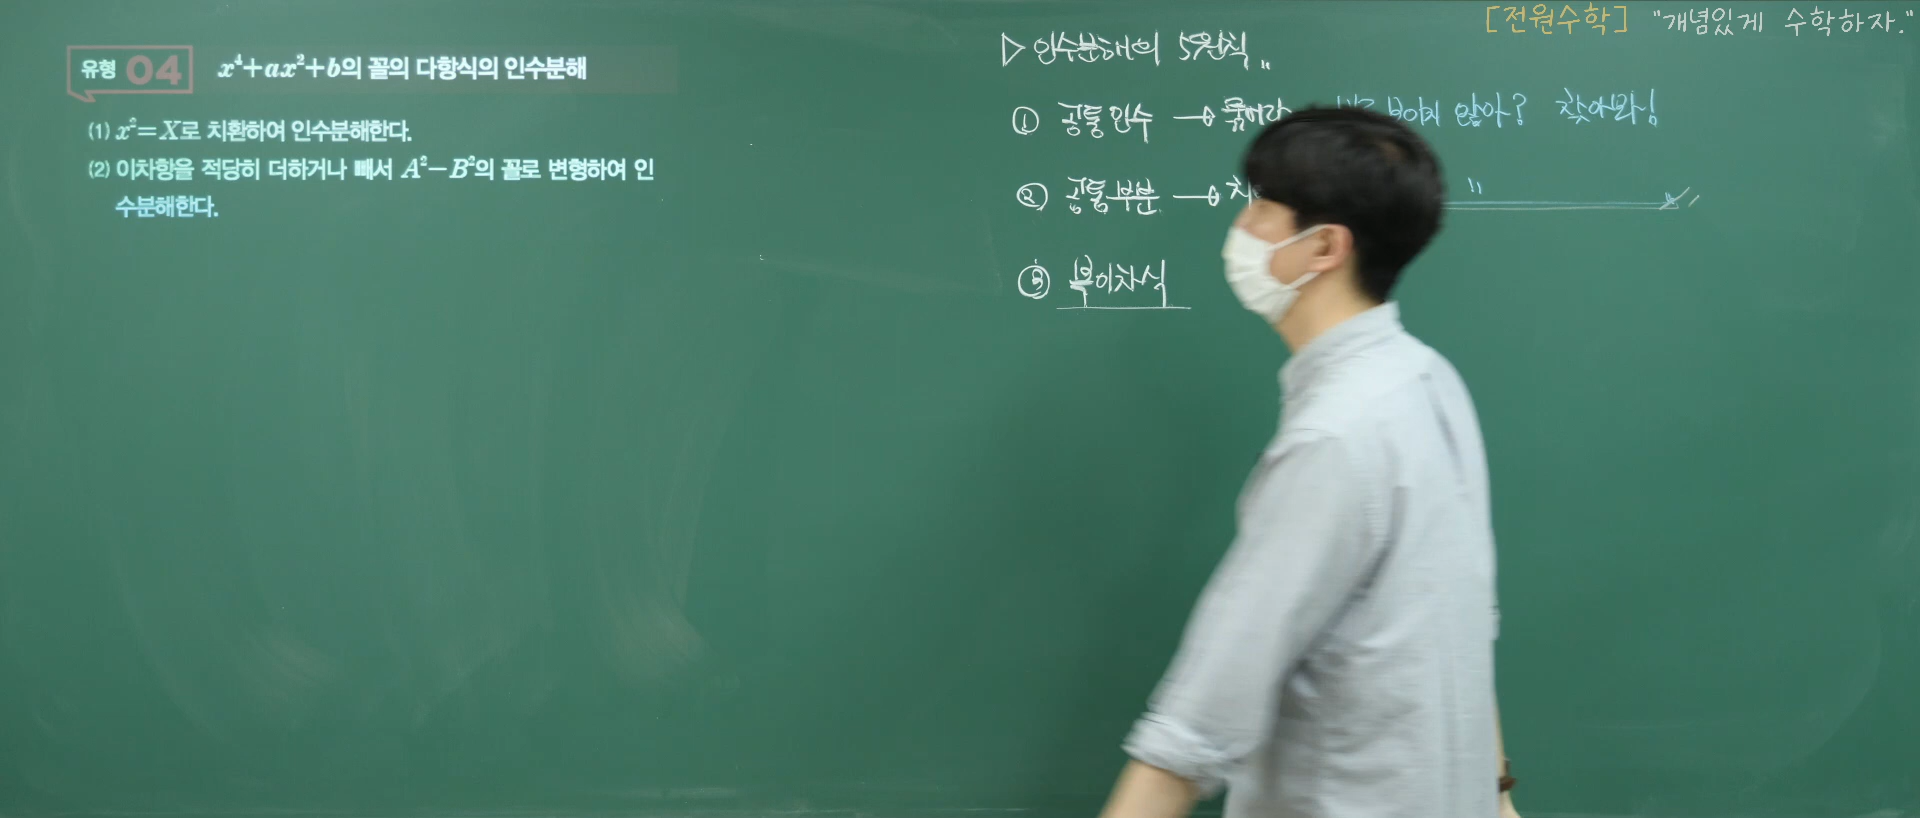 유형 04 x⁴+ax²+b의 꼴의 다항식의 인수분해
(1) x²=X로 치환하여 인수분해한다.
(2) 이차항을 적당히 더하거나 빼서 A²-B²의 꼴로 변형하여 인
수분해한다.
[전원수학] "개념있게 수학하자."
▷ 인수분해의 5원칙
① 공통인수 → 묶어라 보이지 않아? 찾아봐!
② 공통부분 → 치
③ 복이차식